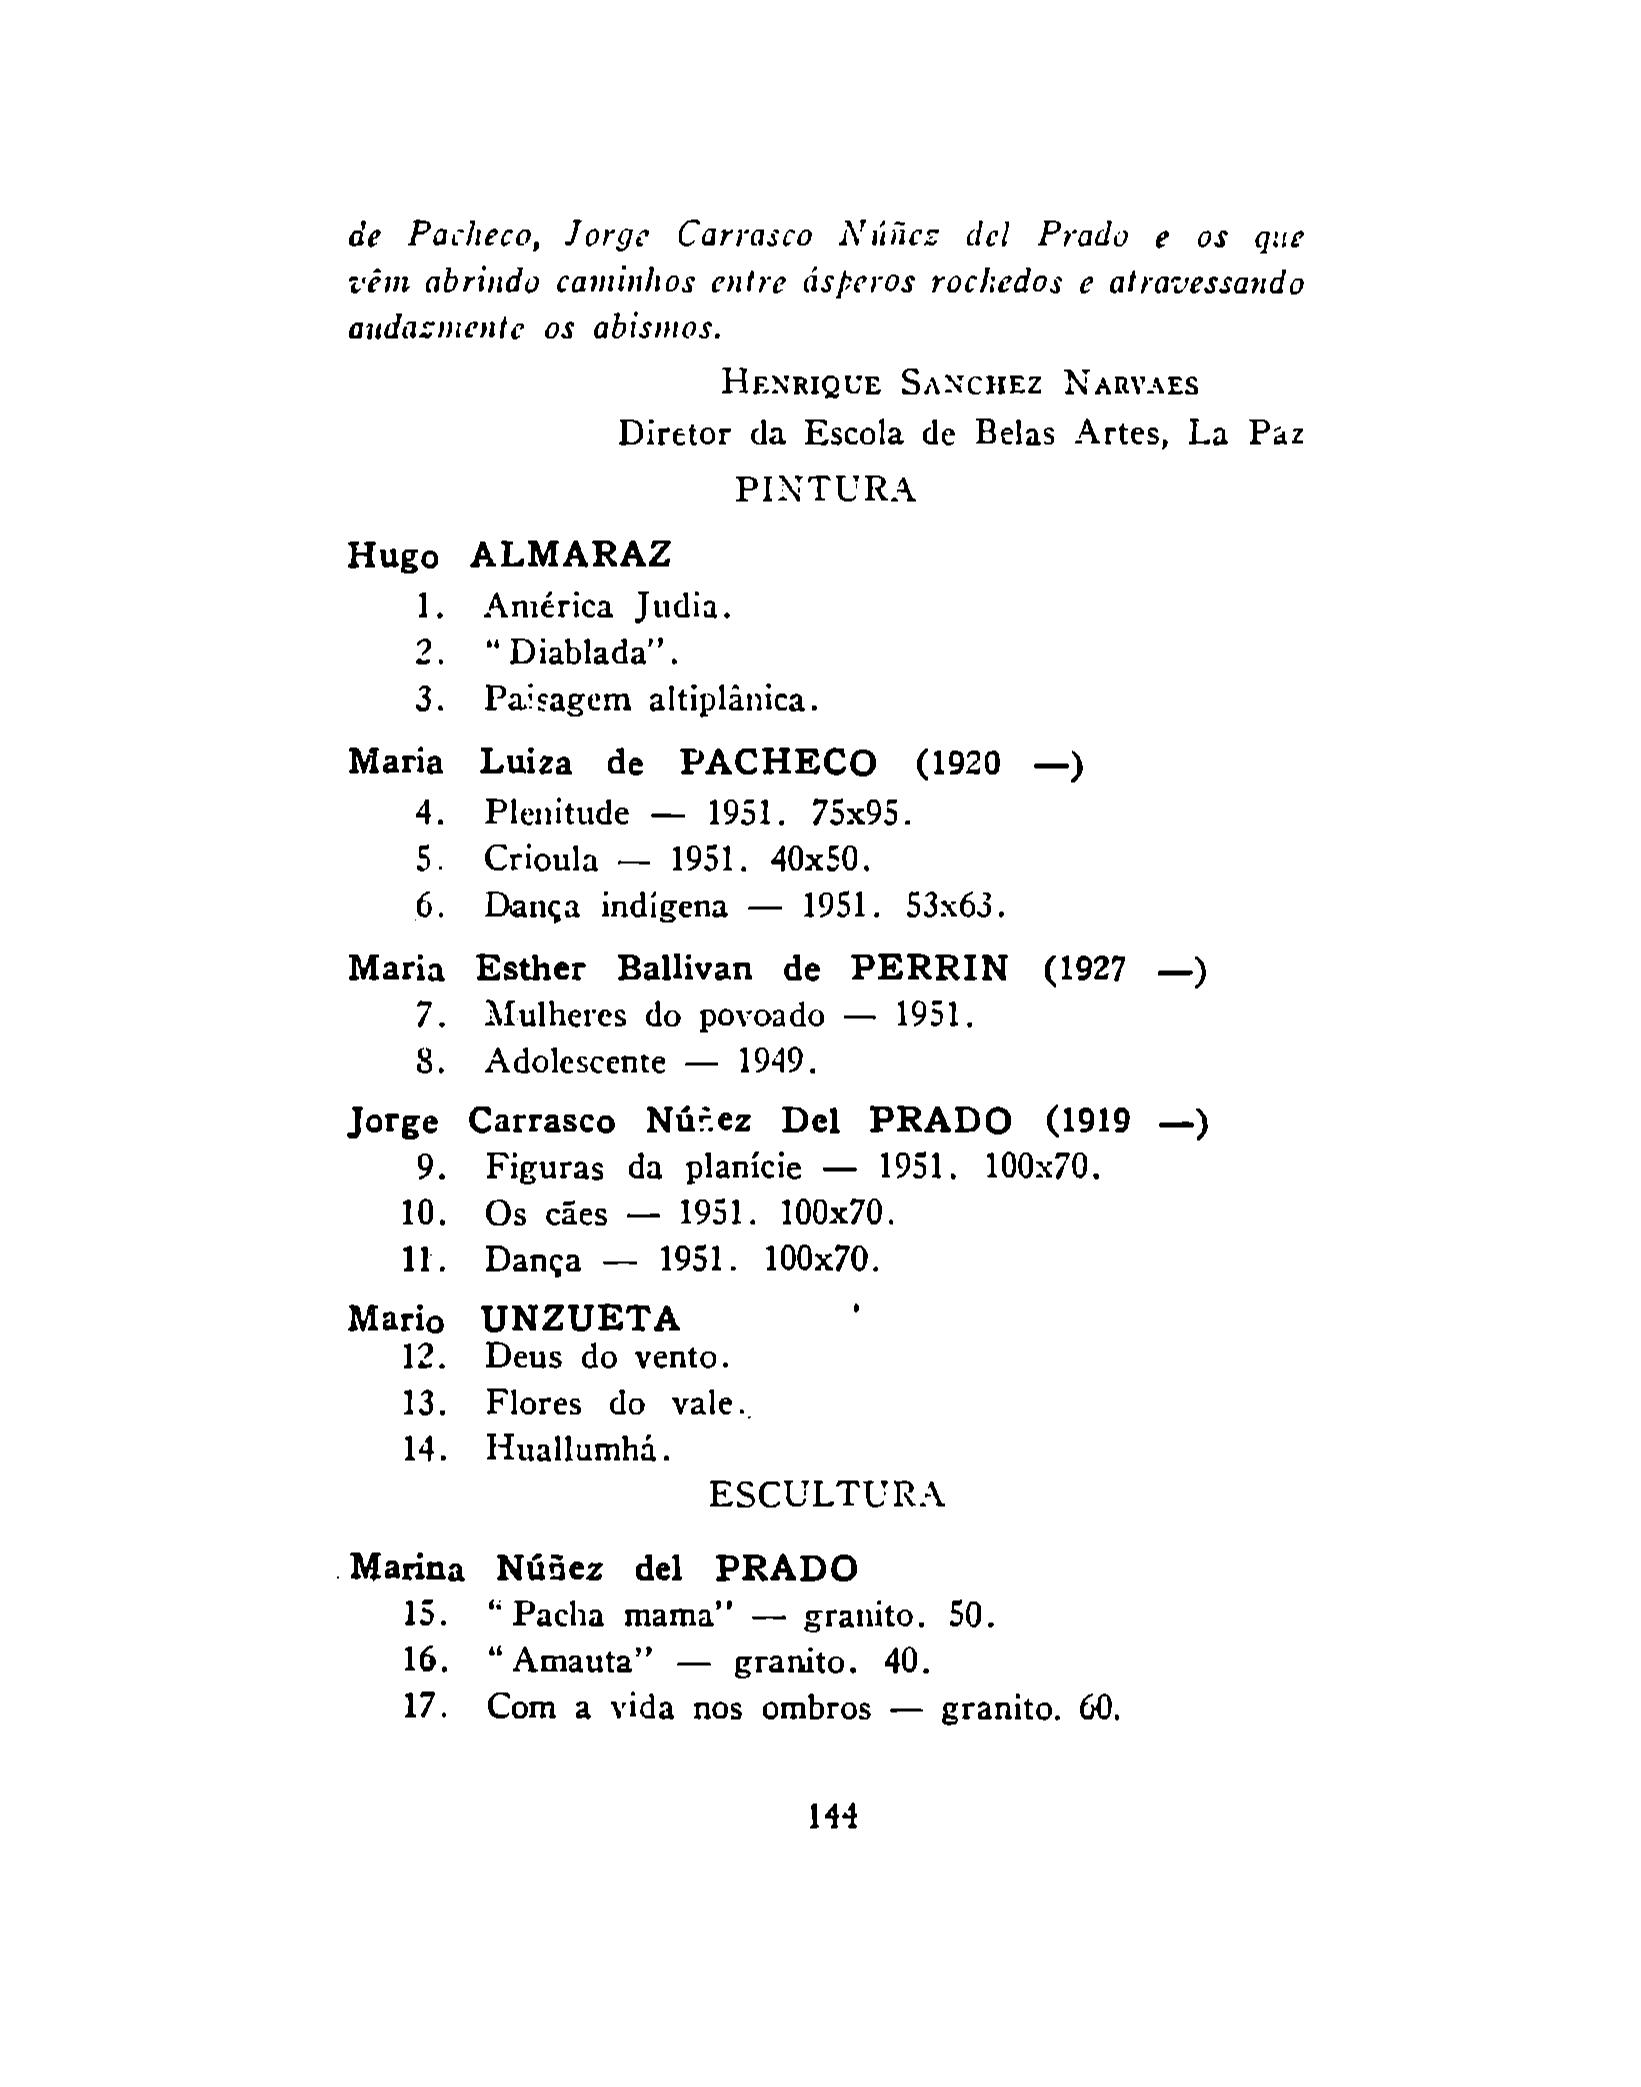 de Pacheco, Jorge Carrasco Núñez del Prado e os que
vêm abrindo caminhos entre ásperos rochedos e atravessando
audazmente os abismos.
HENRIQUE SANCHEZ NARVAES
Diretor da Escola de Belas Artes, La Paz
PINTURA
Hugo ALMARAZ
1. América Judia.
2. "Diablada".
3. Paisagem altiplânica.
Maria Luiza de PACHECO (1920 —)
4. Plenitude — 1951. 75x95.
5. Crioula — 1951. 40x50.
6. Dança indígena — 1951. 53x63.
Maria Esther Ballivan de PERRIN (1927 —)
7. Mulheres do povoado — 1951.
8. Adolescente — 1949.
Jorge Carrasco Núñez Del PRADO (1919 —)
9. Figuras da planície — 1951. 100x70.
10. Os cães — 1951. 100x70.
11. Dança — 1951. 100x70.
Mario UNZUETA
12. Deus do vento.
13. Flores do vale.
14. Huallumhá.
ESCULTURA
Marina Núñez del PRADO
15. "Pacha mama" — granito. 50.
16. "Amauta" — granito. 40.
17. Com a vida nos ombros — granito. 60.
144